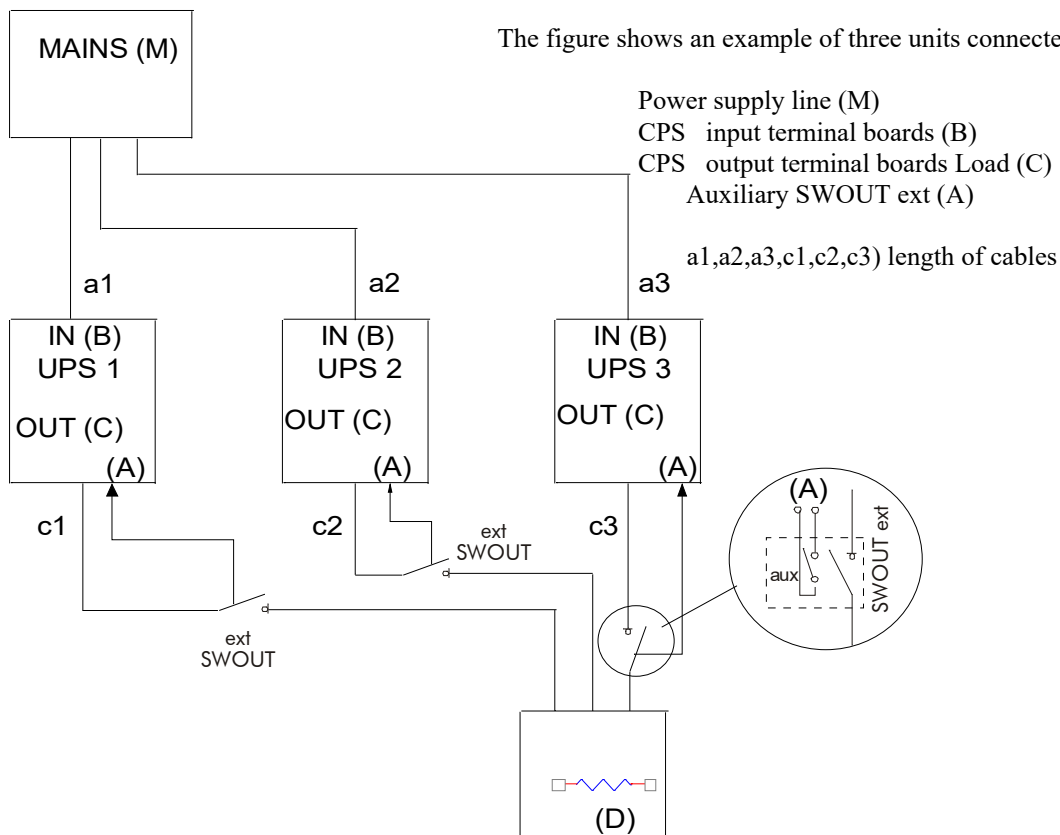 MAINS (M)
The figure shows an example of three units connecte
Power supply line (M)
CPS input terminal boards (B)
CPS output terminal boards Load (C)
Auxiliary SWOUT ext (A)
a1,a2,a3,c1,c2,c3) length of cables
a1
a2
a3
IN (B)
UPS 1
OUT (C)
(A)
IN (B)
UPS 2
OUT (C)
(A)
IN (B)
UPS 3
OUT (C)
(A)
c1
c2
c3
ext
SWOUT
ext
SWOUT
(A)
aux
SWOUT ext
(D)